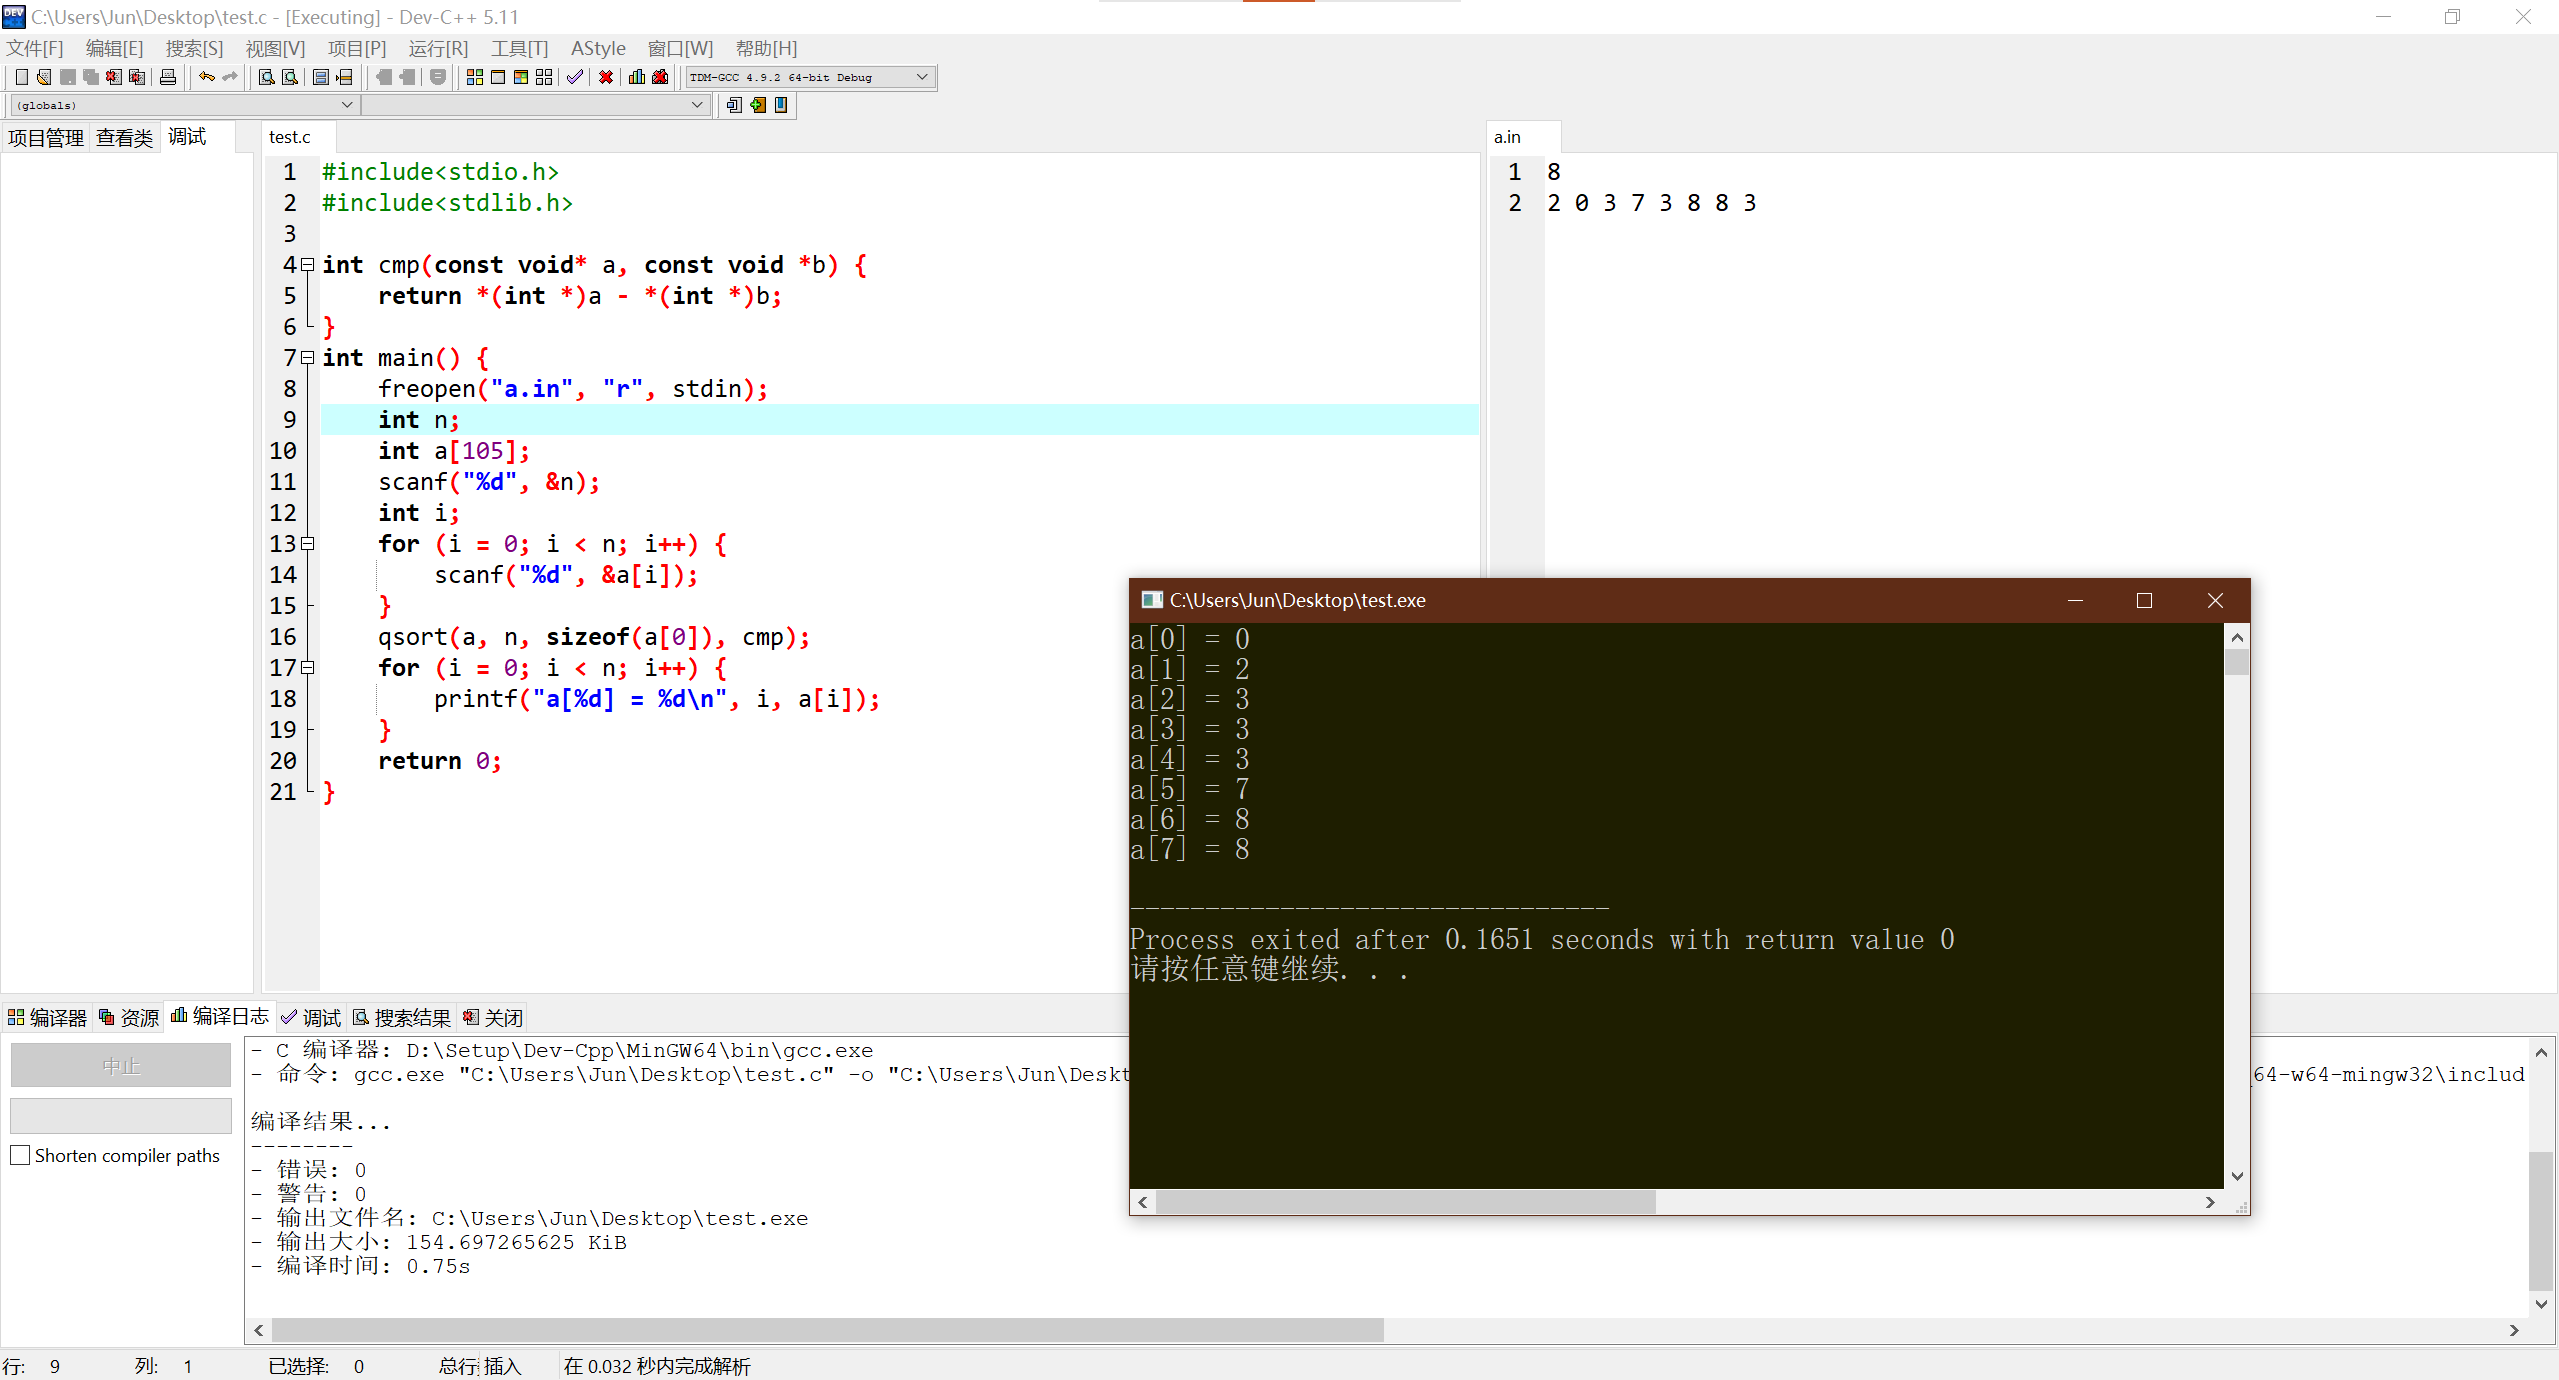 C:\Users\Jun\Desktop\test.c - [Executing] - Dev-C++ 5.11
文件[F] 编辑[E] 搜索[S] 视图[V] 项目[P] 运行[R] 工具[T] AStyle 窗口[W] 帮助[H]
TDM-GCC 4.9.2 64-bit Debug
(globals)
项目管理 查看类 调试
test.c
1 #include<stdio.h>
2 #include<stdlib.h>
3
4 int cmp(const void* a, const void *b) {
5 return *(int *)a - *(int *)b;
6 }
7 int main() {
8 freopen("a.in", "r", stdin);
9 int n;
10 int a[105];
11 scanf("%d", &n);
12 int i;
13 for (i = 0; i < n; i++) {
14 scanf("%d", &a[i]);
15 }
16 qsort(a, n, sizeof(a[0]), cmp);
17 for (i = 0; i < n; i++) {
18 printf("a[%d] = %d\n", i, a[i]);
19 }
20 return 0;
21 }
a.in
1 8
2 2 0 3 7 3 8 8 3
C:\Users\Jun\Desktop\test.exe
a[0] = 0
a[1] = 2
a[2] = 3
a[3] = 3
a[4] = 3
a[5] = 7
a[6] = 8
a[7] = 8
--------------------------------
Process exited after 0.1651 seconds with return value 0
请按任意键继续. . .
编译器 资源 编译日志 调试 搜索结果 关闭
中止
Shorten compiler paths
- C 编译器: D:\Setup\Dev-Cpp\MinGW64\bin\gcc.exe
- 命令: gcc.exe "C:\Users\Jun\Desktop\test.c" -o "C:\Users\Jun\Deskt 64-w64-mingw32\includ
编译结果...
--------
- 错误: 0
- 警告: 0
- 输出文件名: C:\Users\Jun\Desktop\test.exe
- 输出大小: 154.697265625 KiB
- 编译时间: 0.75s
行: 9 列: 1 已选择: 0 总行 插入 在 0.032 秒内完成解析